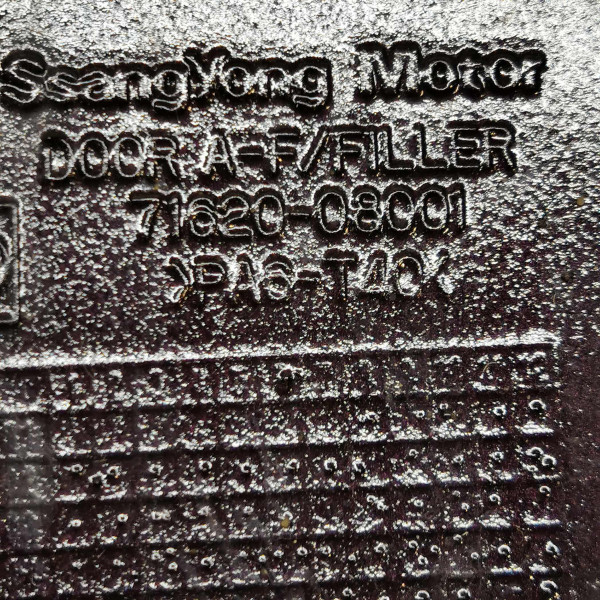 SsangYong Motor
DOOR A-F/FILLER
71620-08001
>PA6-T40<